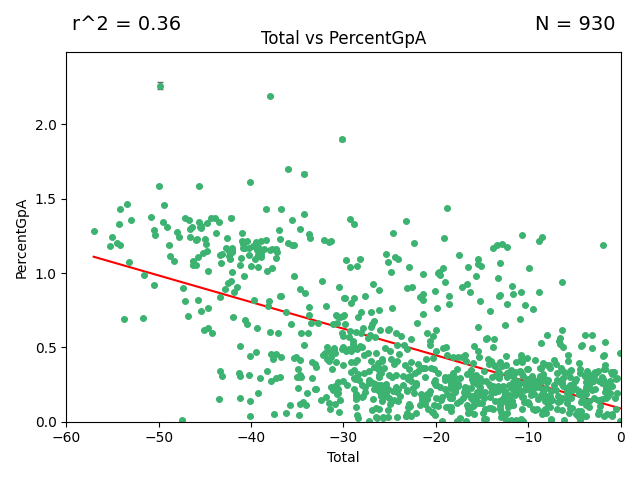 r^2 = 0.36
N = 930
Total vs PercentGpA
PercentGpA
2.0
1.5
1.0
0.5
0.0
−60
−50
−40
−30
−20
−10
0
Total